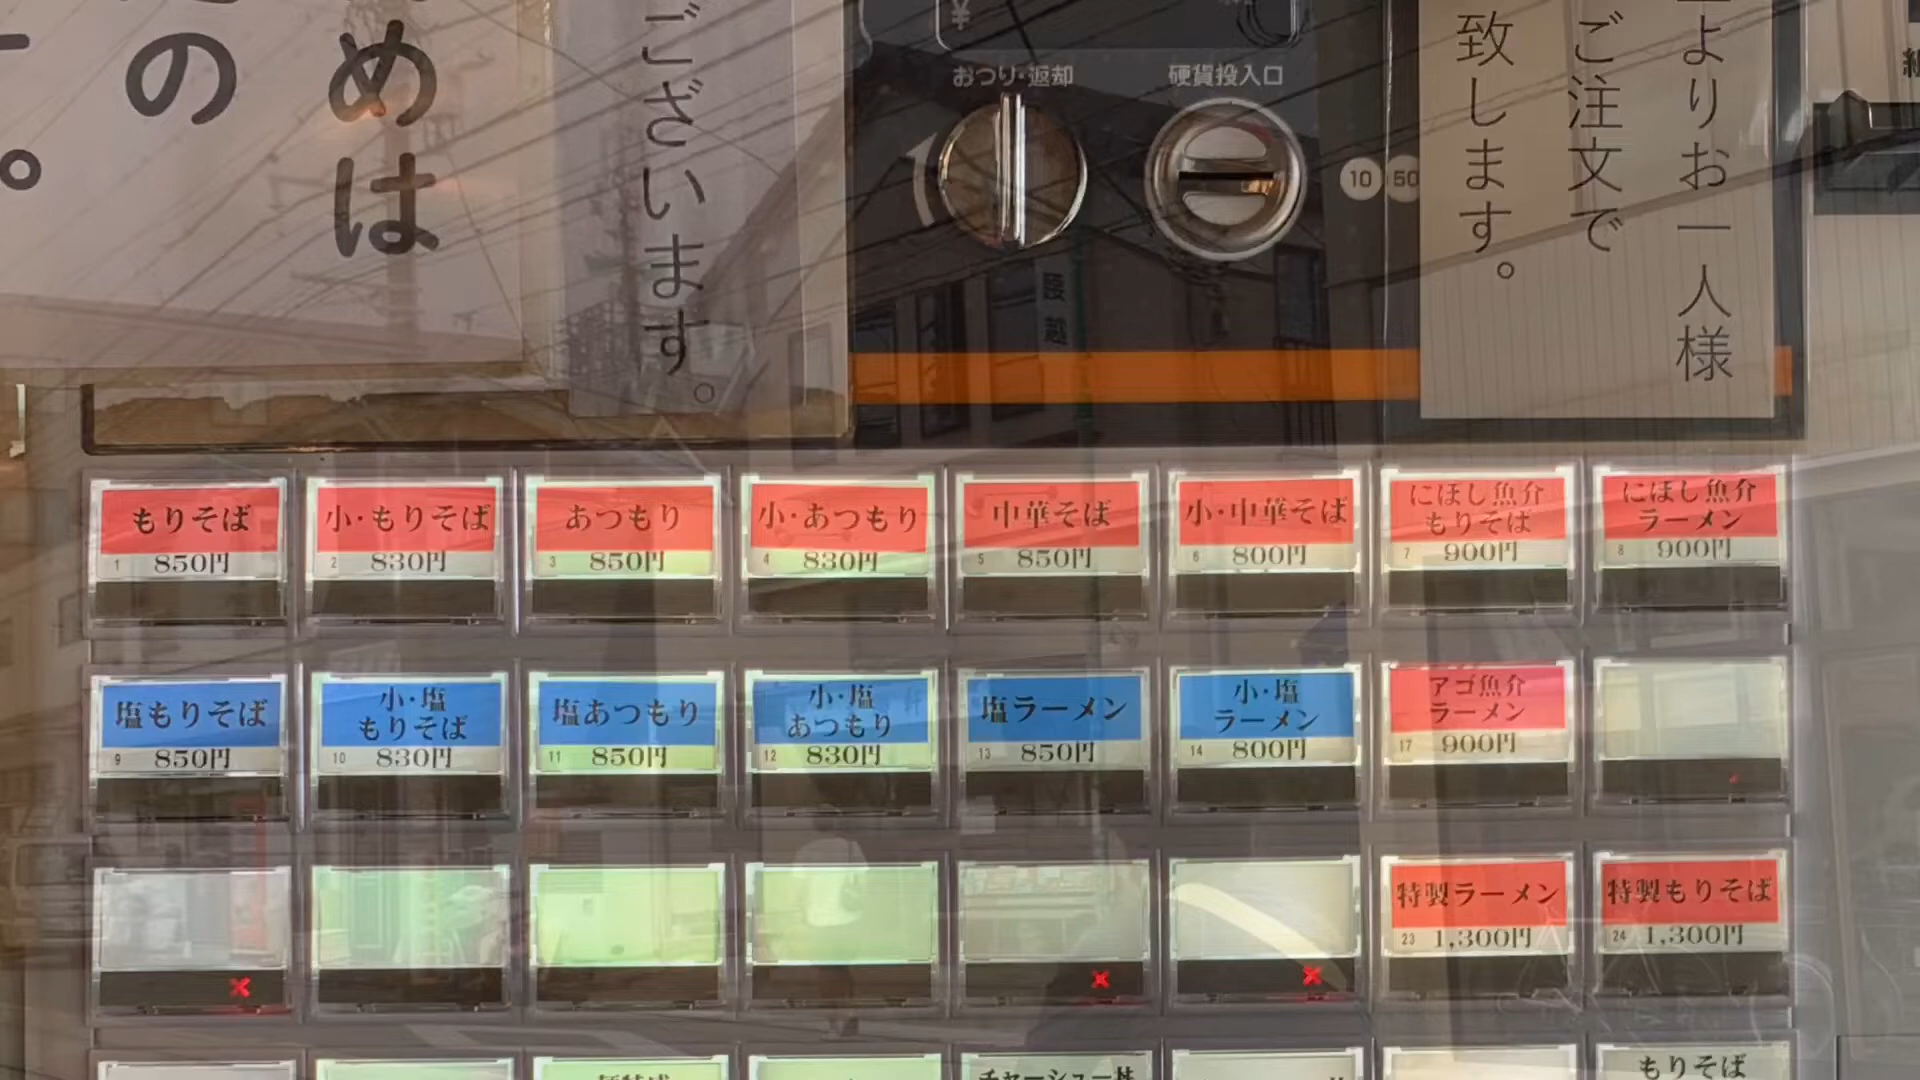 めは
の
す。
ございます。
¥
おつり・返却
硬貨投入口
10 50
よりお一人様
ご注文で
致します。
腰越
もりそば
1 850円
小・もりそば
2 830円
あつもり
3 850円
小・あつもり
4 830円
中華そば
5 850円
小・中華そば
6 800円
にほし魚介
もりそば
7 900円
にほし魚介
ラーメン
8 900円
塩もりそば
9 850円
小・塩
もりそば
10 830円
塩あつもり
11 850円
小・塩
あつもり
12 830円
塩ラーメン
13 850円
小・塩
ラーメン
14 800円
アゴ魚介
ラーメン
17 900円
特製ラーメン
23 1,300円
特製もりそば
24 1,300円
チャーシュー丼
もりそば